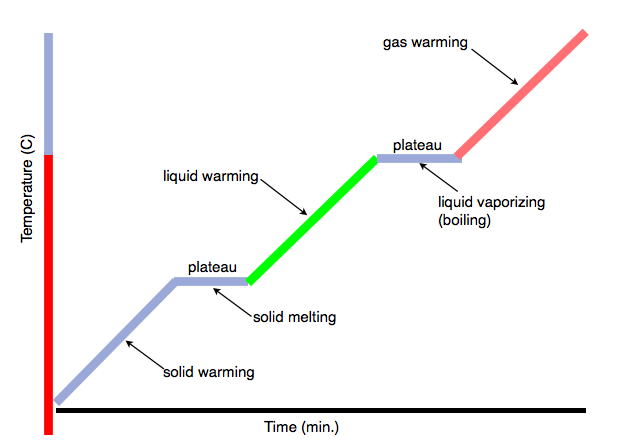 gas warming
plateau
liquid warming
liquid vaporizing
(boiling)
Temperature (C)
plateau
solid melting
solid warming
Time (min.)